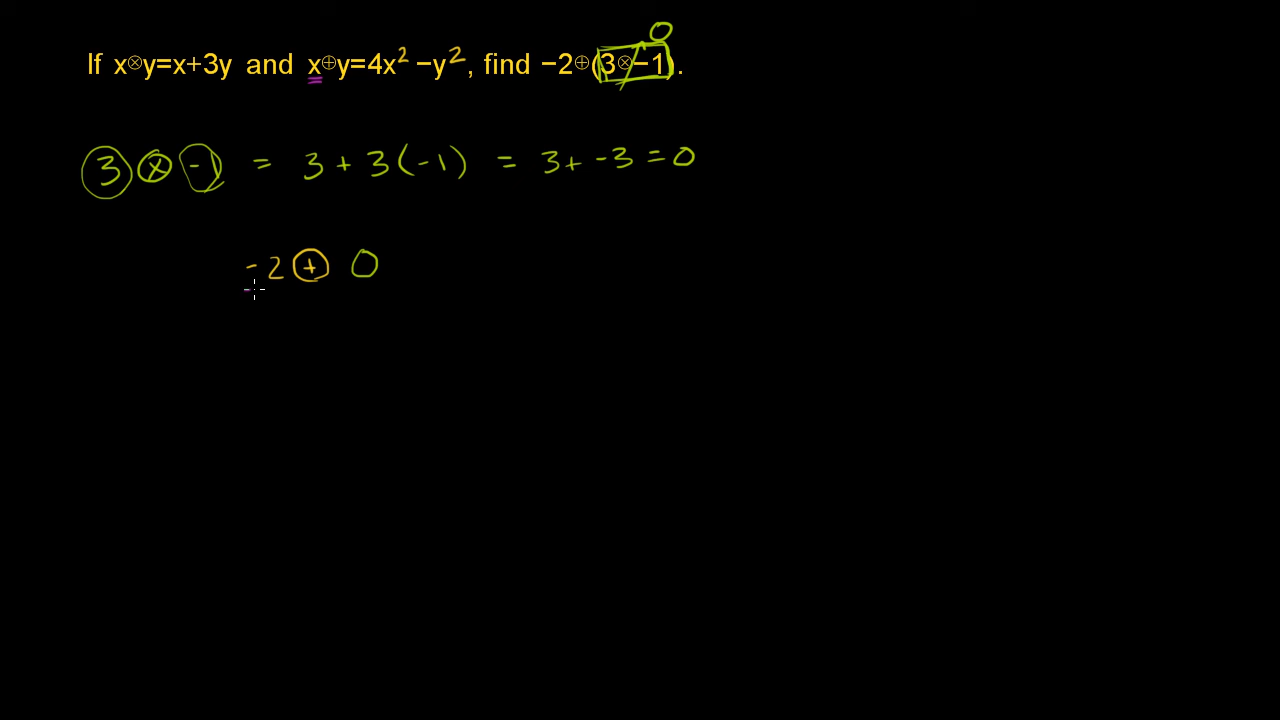 0
If x⊗y=x+3y and x⊕y=4x² −y², find −2⊕(3⊗−1).
3 ⊗ -1 = 3 + 3(-1) = 3 + -3 = 0
-2 ⊕ 0